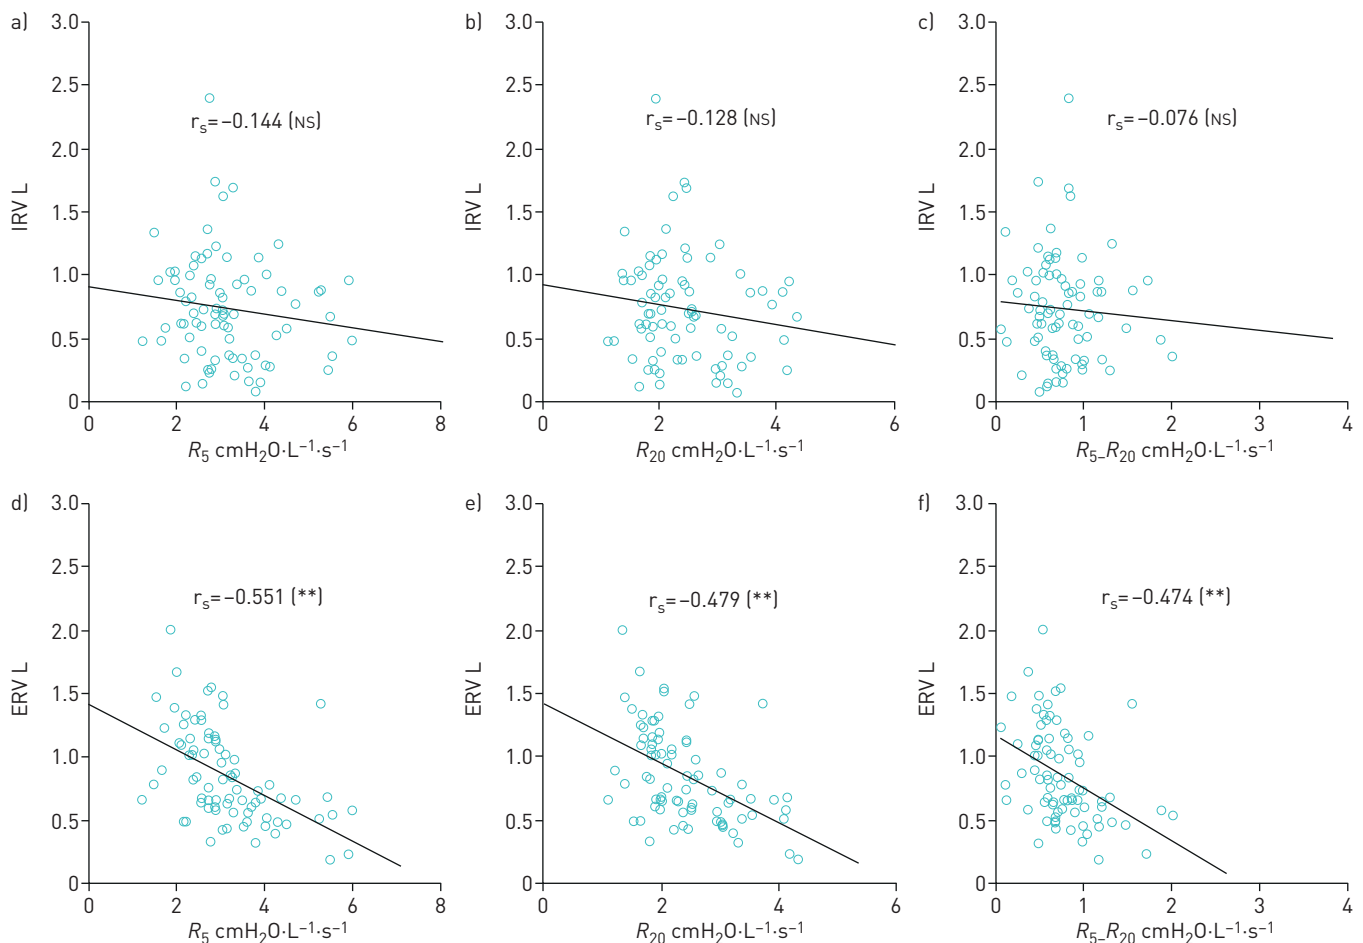 a)
3.0
2.5
2.0
1.5
1.0
0.5
0
IRV L
r_s=–0.144 (NS)
0 2 4 6 8
R₅ cmH₂O·L⁻¹·s⁻¹
b)
3.0
2.5
2.0
1.5
1.0
0.5
0
IRV L
r_s=–0.128 (NS)
0 2 4 6
R₂₀ cmH₂O·L⁻¹·s⁻¹
c)
3.0
2.5
2.0
1.5
1.0
0.5
0
IRV L
r_s=–0.076 (NS)
0 1 2 3 4
R₅–R₂₀ cmH₂O·L⁻¹·s⁻¹
d)
3.0
2.5
2.0
1.5
1.0
0.5
0
ERV L
r_s=–0.551 (**)
0 2 4 6 8
R₅ cmH₂O·L⁻¹·s⁻¹
e)
3.0
2.5
2.0
1.5
1.0
0.5
0
ERV L
r_s=–0.479 (**)
0 2 4 6
R₂₀ cmH₂O·L⁻¹·s⁻¹
f)
3.0
2.5
2.0
1.5
1.0
0.5
0
ERV L
r_s=–0.474 (**)
0 1 2 3 4
R₅–R₂₀ cmH₂O·L⁻¹·s⁻¹